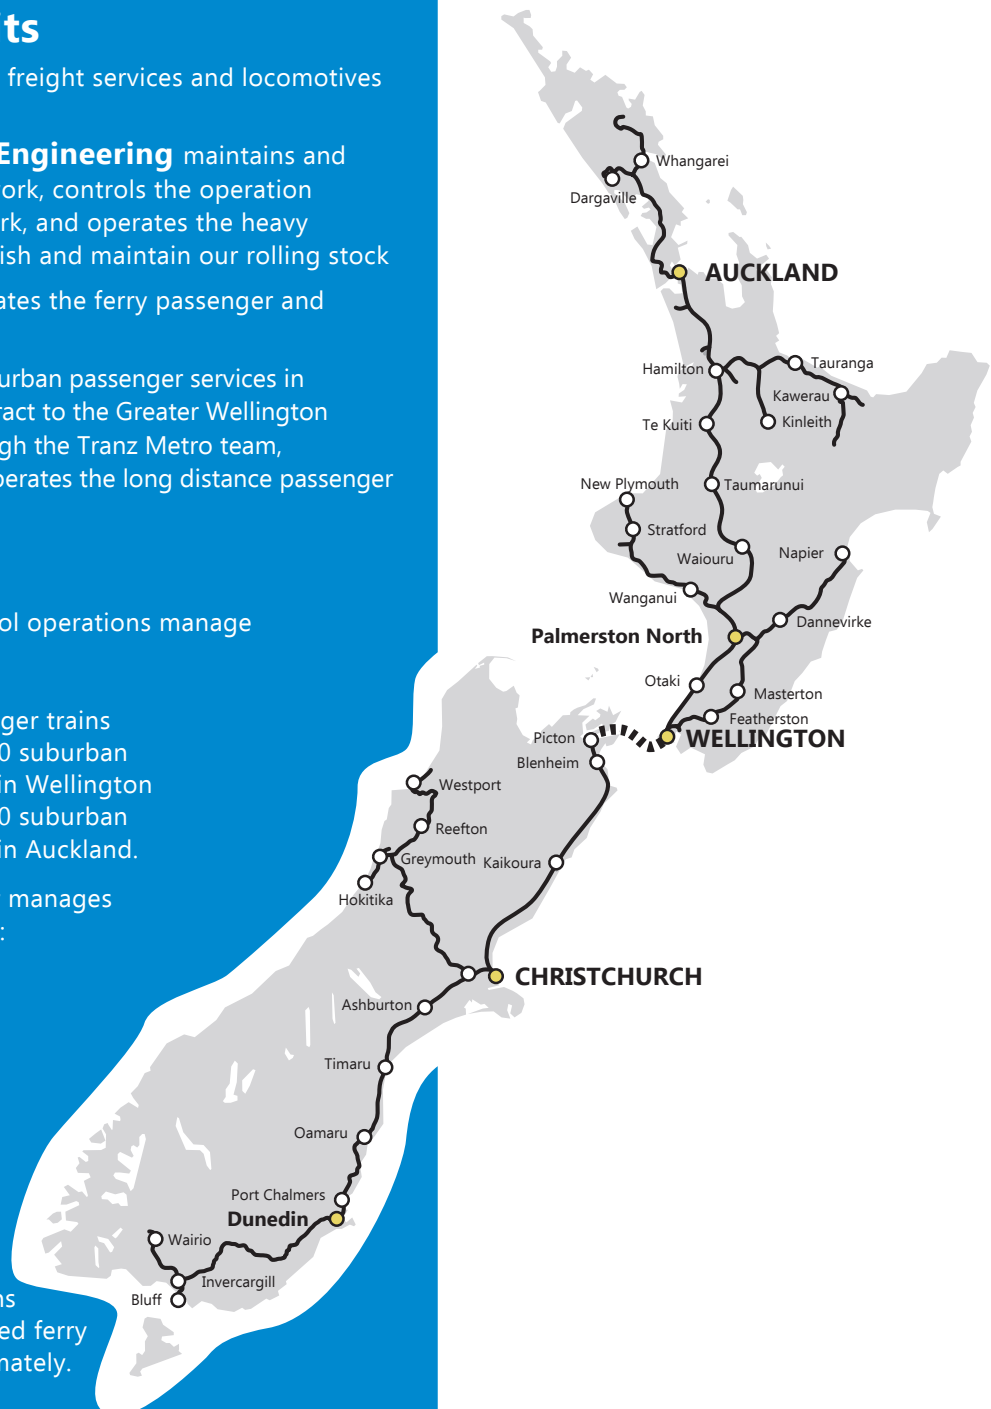 its
freight services and locomotives
Engineering maintains and
work, controls the operation
rk, and operates the heavy
ish and maintain our rolling stock
ates the ferry passenger and
urban passenger services in
ract to the Greater Wellington
gh the Tranz Metro team,
perates the long distance passenger
ol operations manage
ger trains
0 suburban
in Wellington
0 suburban
in Auckland.
manages
:
ns
ed ferry
nately.
Whangarei
Dargaville
AUCKLAND
Hamilton
Tauranga
Kawerau
Te Kuiti
Kinleith
New Plymouth
Taumarunui
Stratford
Waiouru
Napier
Wanganui
Dannevirke
Palmerston North
Otaki
Masterton
Featherston
Picton
WELLINGTON
Blenheim
Westport
Reefton
Greymouth
Kaikoura
Hokitika
CHRISTCHURCH
Ashburton
Timaru
Oamaru
Port Chalmers
Dunedin
Wairio
Invercargill
Bluff